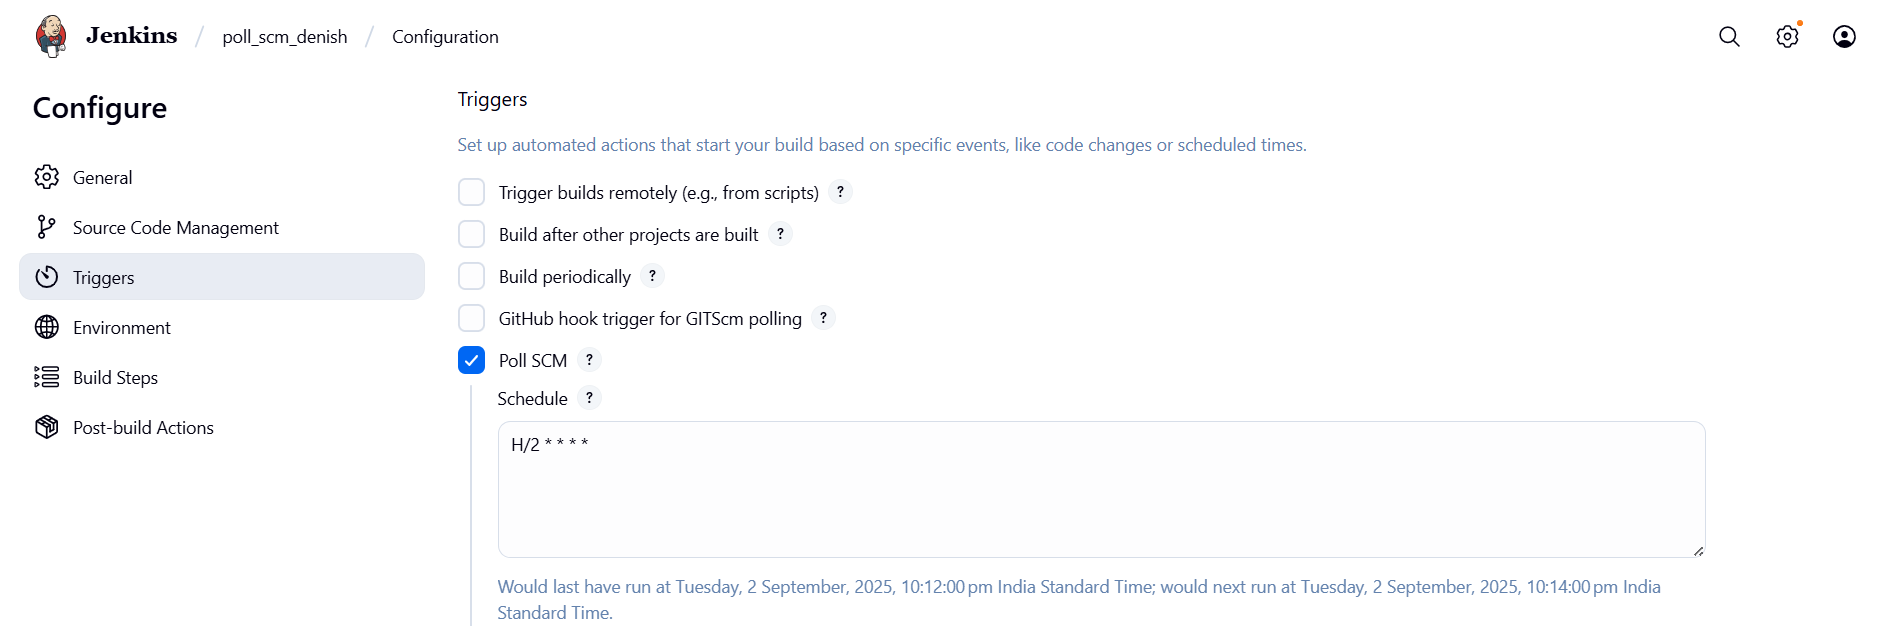 Jenkins / poll_scm_denish / Configuration
Configure
General
Source Code Management
Triggers
Environment
Build Steps
Post-build Actions
Triggers
Set up automated actions that start your build based on specific events, like code changes or scheduled times.
Trigger builds remotely (e.g., from scripts) ?
Build after other projects are built ?
Build periodically ?
GitHub hook trigger for GITScm polling ?
Poll SCM ?
Schedule ?
H/2 * * * *
Would last have run at Tuesday, 2 September, 2025, 10:12:00 pm India Standard Time; would next run at Tuesday, 2 September, 2025, 10:14:00 pm India
Standard Time.